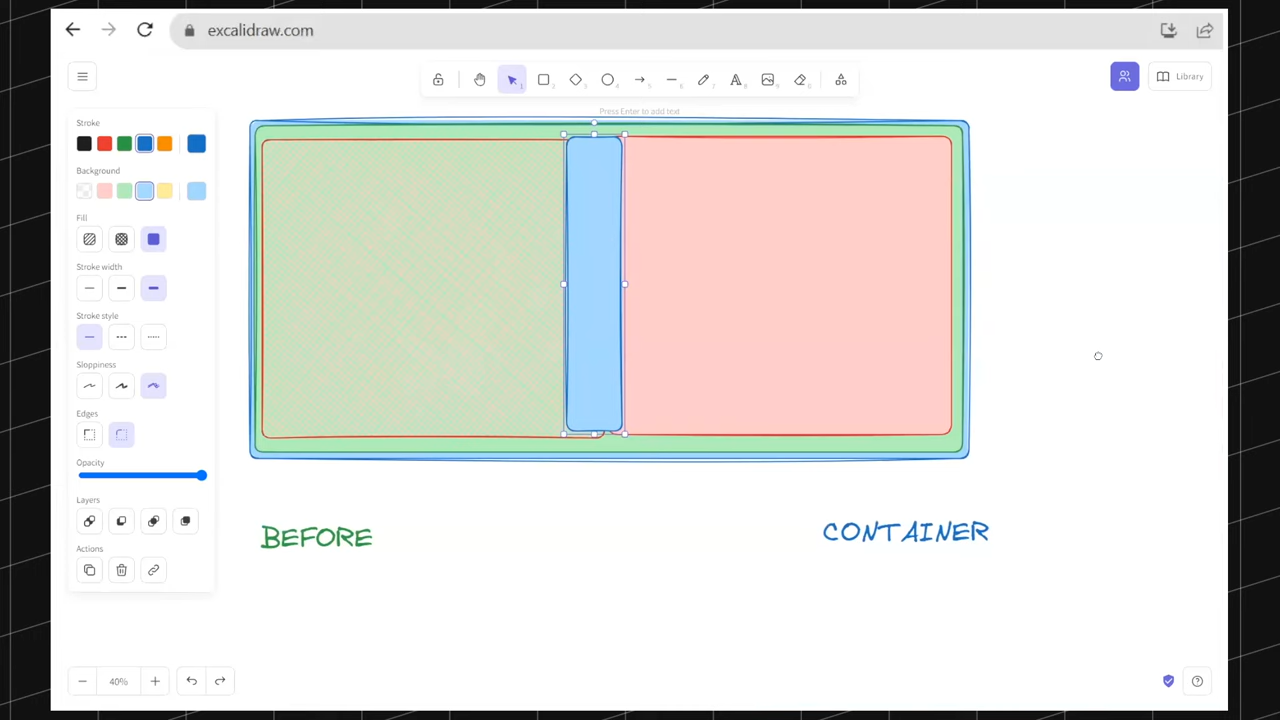 excalidraw.com
Library
Press Enter to add text
Stroke
Background
Fill
Stroke width
Stroke style
Sloppiness
Edges
Opacity
Layers
Actions
BEFORE
CONTAINER
40%